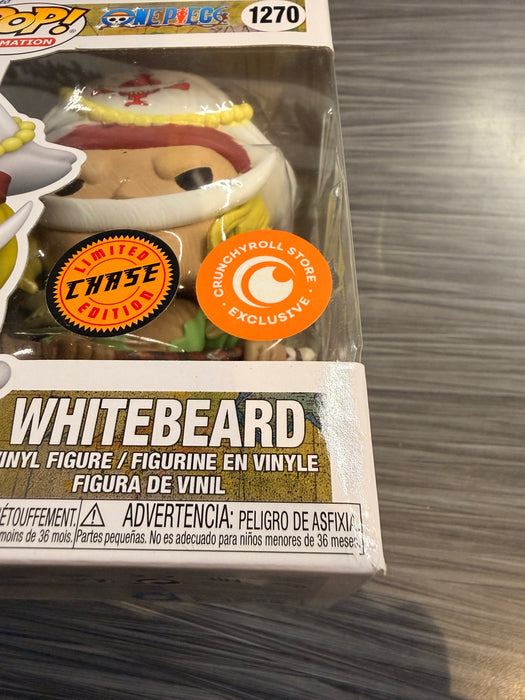 POP!
ANIMATION
ONE PIECE
1270
LIMITED
CHASE
EDITION
CRUNCHYROLL STORE
• EXCLUSIVE •
WHITEBEARD
VINYL FIGURE / FIGURINE EN VINYLE
FIGURA DE VINIL
ÉTOUFFEMENT.
moins de 36 mois.
⚠ ADVERTENCIA: PELIGRO DE ASFIXIA
Partes pequeñas. No es adecuado para niños menores de 36 meses